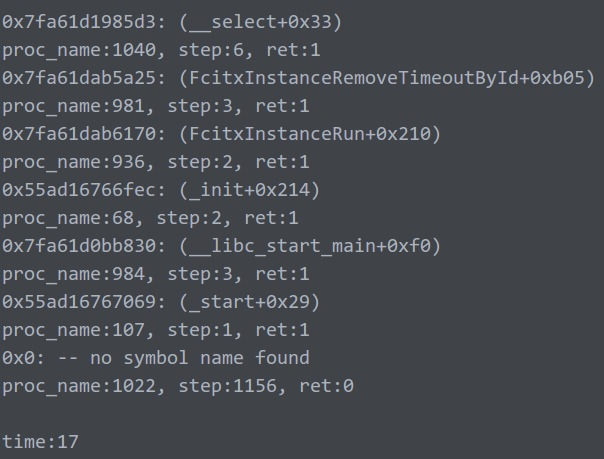 0x7fa61d1985d3: (__select+0x33)
proc_name:1040, step:6, ret:1
0x7fa61dab5a25: (FcitxInstanceRemoveTimeoutById+0xb05)
proc_name:981, step:3, ret:1
0x7fa61dab6170: (FcitxInstanceRun+0x210)
proc_name:936, step:2, ret:1
0x55ad16766fec: (_init+0x214)
proc_name:68, step:2, ret:1
0x7fa61d0bb830: (__libc_start_main+0xf0)
proc_name:984, step:3, ret:1
0x55ad16767069: (_start+0x29)
proc_name:107, step:1, ret:1
0x0: -- no symbol name found
proc_name:1022, step:1156, ret:0
time:17